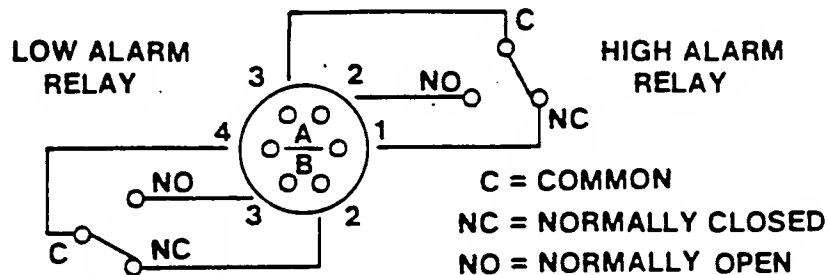 C
LOW ALARM
RELAY
HIGH ALARM
RELAY
3
2
NO
NC
4
1
A
B
NO
3
2
C
NC
C = COMMON
NC = NORMALLY CLOSED
NO = NORMALLY OPEN